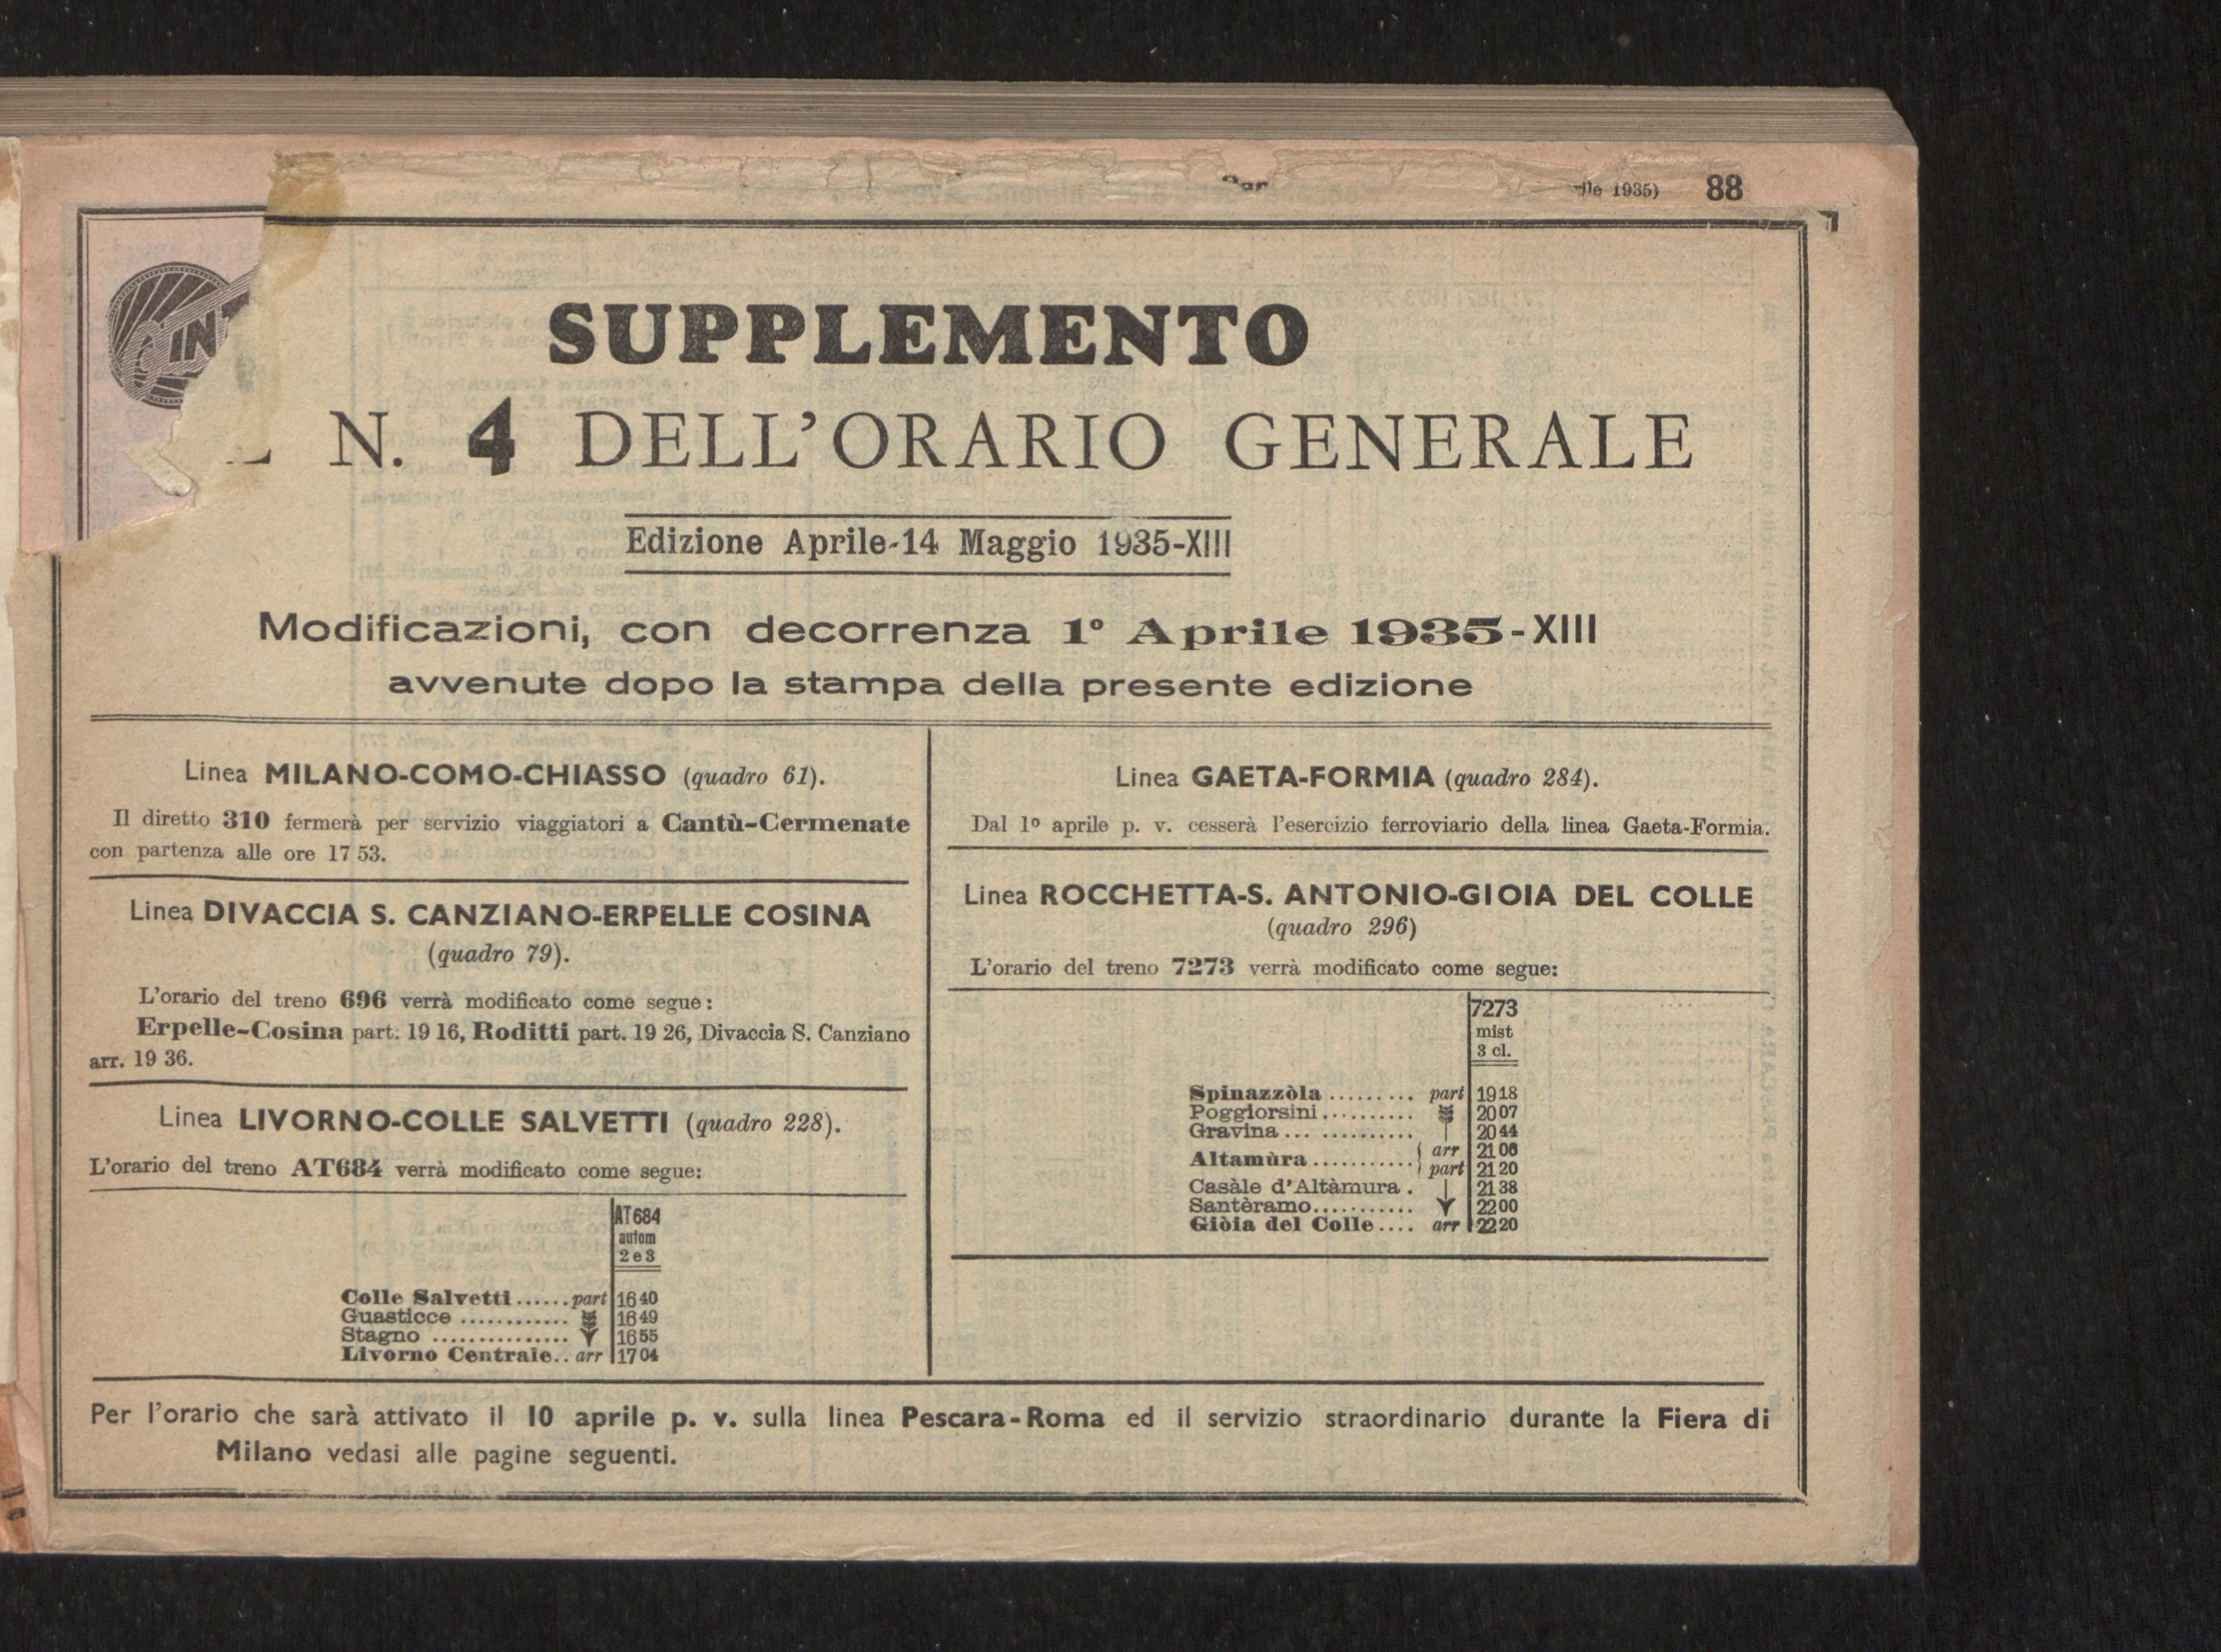 1935) 88
SUPPLEMENTO
N. 4 DELL'ORARIO GENERALE
Edizione Aprile-14 Maggio 1935-XIII
Modificazioni, con decorrenza 1° Aprile 1935-XIII
avvenute dopo la stampa della presente edizione
Linea MILANO-COMO-CHIASSO (quadro 61).
Il diretto 310 fermerà per servizio viaggiatori a Cantù-Cermenate
con partenza alle ore 17 53.
Linea DIVACCIA S. CANZIANO-ERPELLE COSINA
(quadro 79).
L'orario del treno 696 verrà modificato come segue:
Erpelle-Cosina part. 19 16, Roditti part. 19 26, Divaccia S. Canziano
arr. 19 36.
Linea LIVORNO-COLLE SALVETTI (quadro 228).
L'orario del treno AT684 verrà modificato come segue:
AT684
autom
2 e 3
Colle Salvetti ...... part 16 40
Guasticce ............ 16 49
Stagno ............... 16 55
Livorno Centrale.. arr 17 04
Linea GAETA-FORMIA (quadro 284).
Dal 1º aprile p. v. cesserà l'esercizio ferroviario della linea Gaeta-Formia.
Linea ROCCHETTA-S. ANTONIO-GIOIA DEL COLLE
(quadro 296)
L'orario del treno 7273 verrà modificato come segue:
7273
mist
3 cl.
Spinazzòla ......... part 19 18
Poggiorsini.......... 20 07
Gravina... .......... 20 44
Altamùra........... arr 21 06
part 21 20
Casàle d'Altàmura . 21 38
Santèramo........... 22 00
Giòia del Colle.... arr 22 20
Per l'orario che sarà attivato il 10 aprile p. v. sulla linea Pescara-Roma ed il servizio straordinario durante la Fiera di
Milano vedasi alle pagine seguenti.